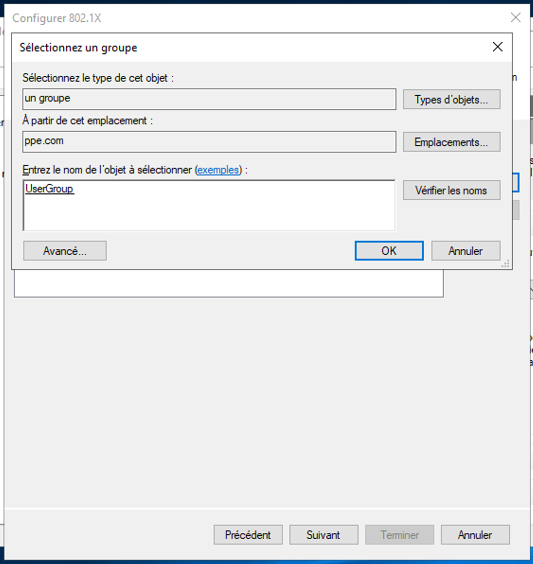 Configurer 802.1X
Sélectionnez un groupe
Sélectionnez le type de cet objet :
un groupe
Types d'objets...
À partir de cet emplacement :
ppe.com
Emplacements...
Entrez le nom de l'objet à sélectionner (exemples) :
UserGroup
Vérifier les noms
Avancé...
OK
Annuler
Précédent
Suivant
Terminer
Annuler